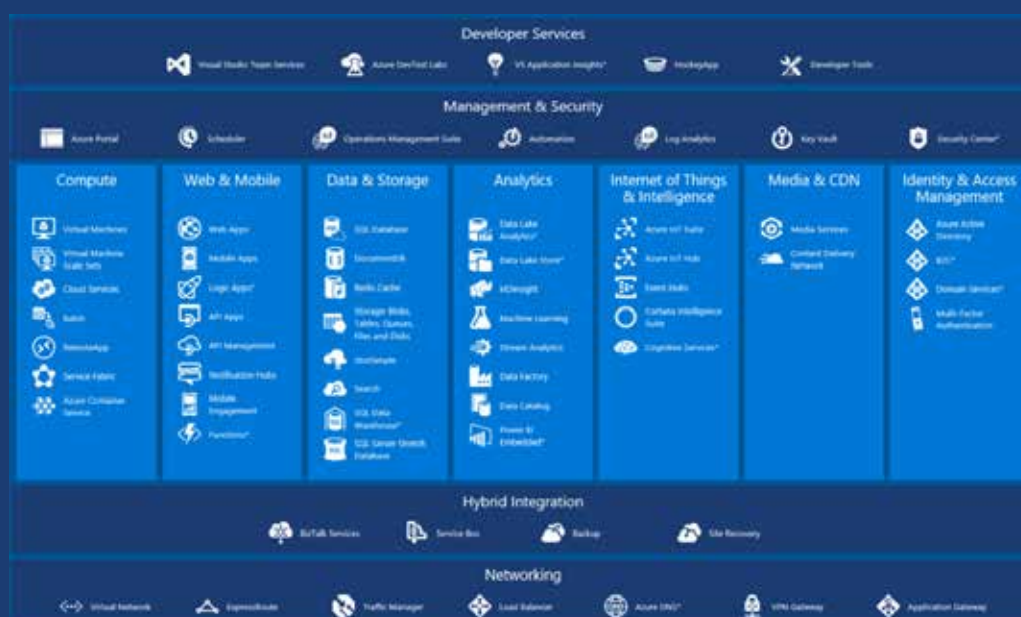 Developer Services
Visual Studio Team Services
Azure DevTest Labs
VS Application Insights*
HockeyApp
Developer Tools
Management & Security
Azure Portal
Scheduler
Operations Management Suite
Automation
Log Analytics
Key Vault
Security Center*
Compute
Virtual Machines
Virtual Machine
Scale Sets
Cloud Services
Batch
RemoteApp
Service Fabric
Azure Container
Service
Web & Mobile
Web Apps
Mobile Apps
Logic Apps*
API Apps
API Management
Notification Hubs
Mobile
Engagement
Functions*
Data & Storage
SQL Database
DocumentDB
Redis Cache
Storage Blobs,
Tables, Queues,
Files and Disks
StorSimple
Search
SQL Data
Warehouse*
SQL Server Stretch
Database
Analytics
Data Lake
Analytics*
Data Lake Store*
HDInsight
Machine Learning
Stream Analytics
Data Factory
Data Catalog
Power BI
Embedded*
Internet of Things
& Intelligence
Azure IoT Suite
Azure IoT Hub
Event Hubs
Cortana Intelligence
Suite
Cognitive Services*
Media & CDN
Media Services
Content Delivery
Network
Identity & Access
Management
Azure Active
Directory
B2C*
Domain Services*
Multi-Factor
Authentication
Hybrid Integration
BizTalk Services
Service Bus
Backup
Site Recovery
Networking
Virtual Network
ExpressRoute
Traffic Manager
Load Balancer
Azure DNS*
VPN Gateway
Application Gateway